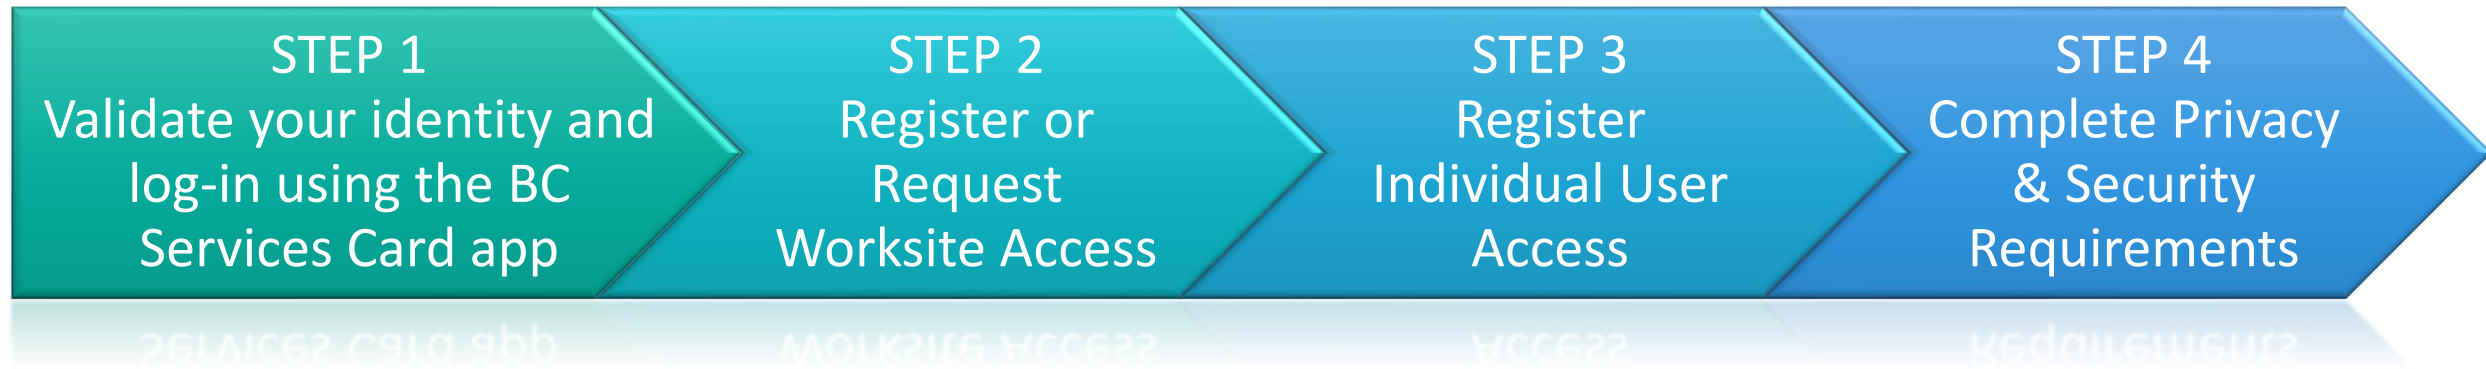 STEP 1
Validate your identity and
log-in using the BC
Services Card app
STEP 2
Register or
Request
Worksite Access
STEP 3
Register
Individual User
Access
STEP 4
Complete Privacy
& Security
Requirements